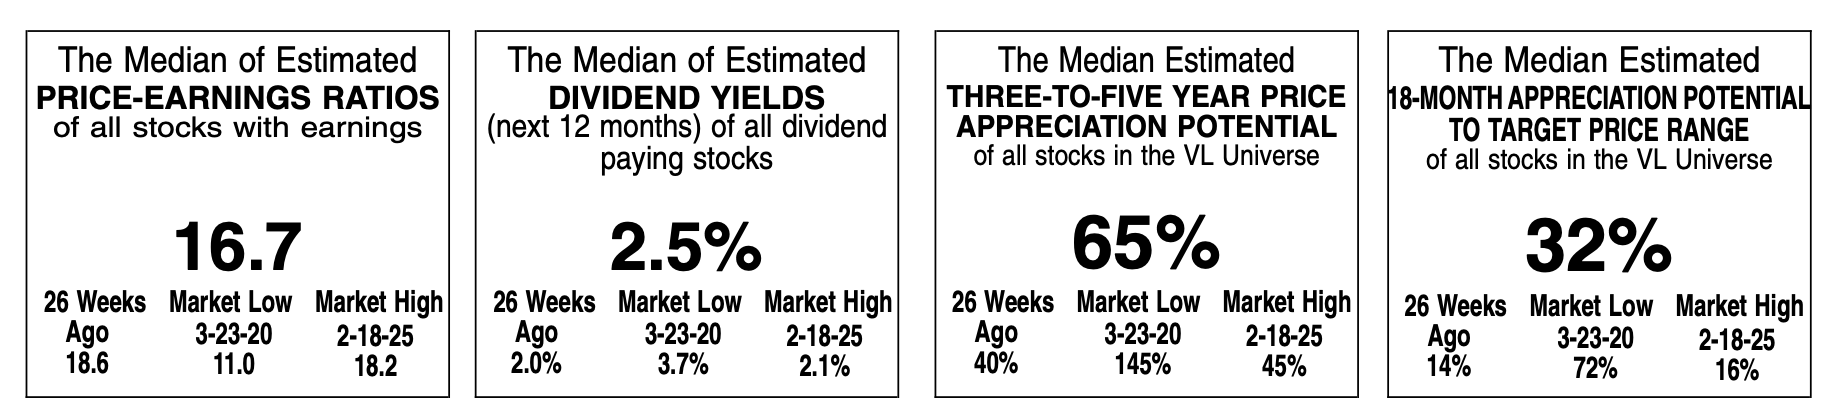 The Median of Estimated
PRICE-EARNINGS RATIOS
of all stocks with earnings
16.7
26 Weeks Market Low Market High
Ago 3-23-20 2-18-25
18.6 11.0 18.2
The Median of Estimated
DIVIDEND YIELDS
(next 12 months) of all dividend
paying stocks
2.5%
26 Weeks Market Low Market High
Ago 3-23-20 2-18-25
2.0% 3.7% 2.1%
The Median Estimated
THREE-TO-FIVE YEAR PRICE
APPRECIATION POTENTIAL
of all stocks in the VL Universe
65%
26 Weeks Market Low Market High
Ago 3-23-20 2-18-25
40% 145% 45%
The Median Estimated
18-MONTH APPRECIATION POTENTIAL
TO TARGET PRICE RANGE
of all stocks in the VL Universe
32%
26 Weeks Market Low Market High
Ago 3-23-20 2-18-25
14% 72% 16%